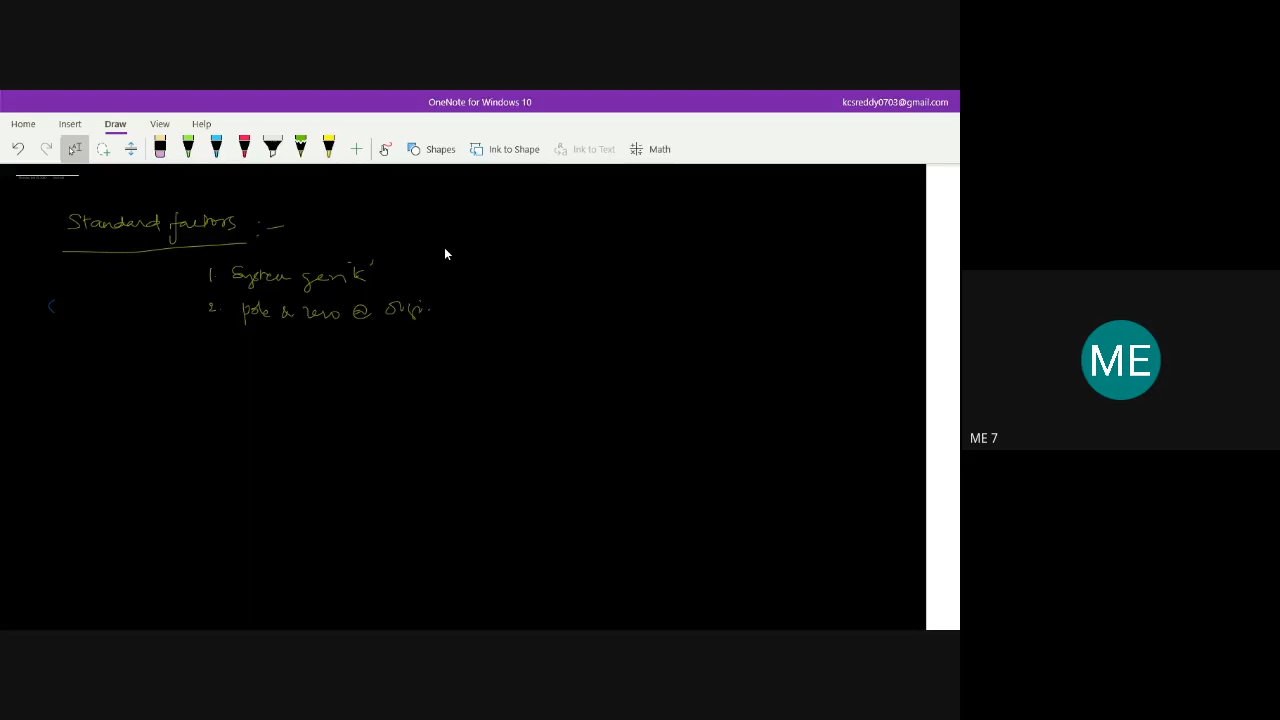 OneNote for Windows 10
kcsreddy0703@gmail.com
Home Insert Draw View Help
Shapes Ink to Shape Ink to Text Math
Standard factors :-
1. System gain 'K'
2. pole & zero @ origi.
ME
ME 7